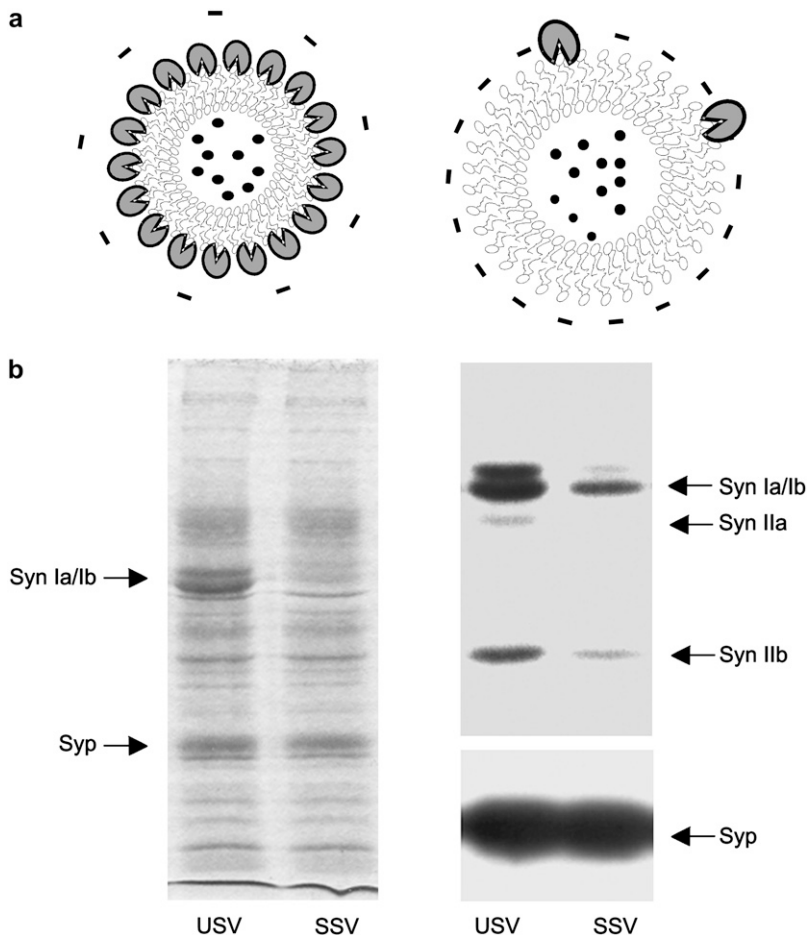 a
b
Syn Ia/Ib
Syp
USV
SSV
Syn Ia/Ib
Syn IIa
Syn IIb
Syp
USV
SSV